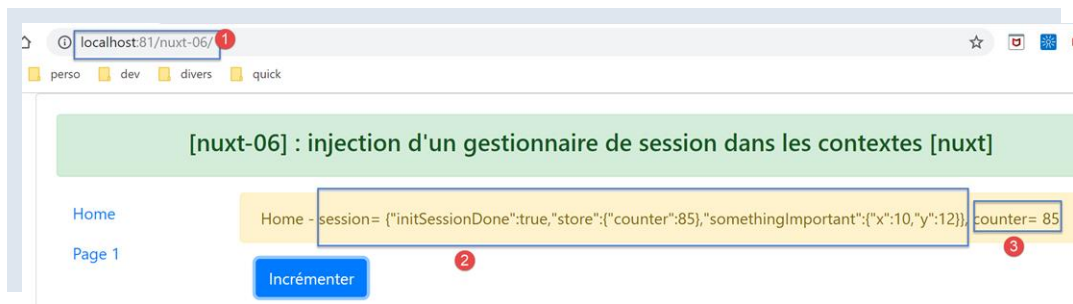 localhost:81/nuxt-06/ 1
perso dev divers quick
[nuxt-06] : injection d'un gestionnaire de session dans les contextes [nuxt]
Home
Home - session= {"initSessionDone":true,"store":{"counter":85},"somethingImportant":{"x":10,"y":12}}, counter= 85
Page 1
2
3
Incrémenter